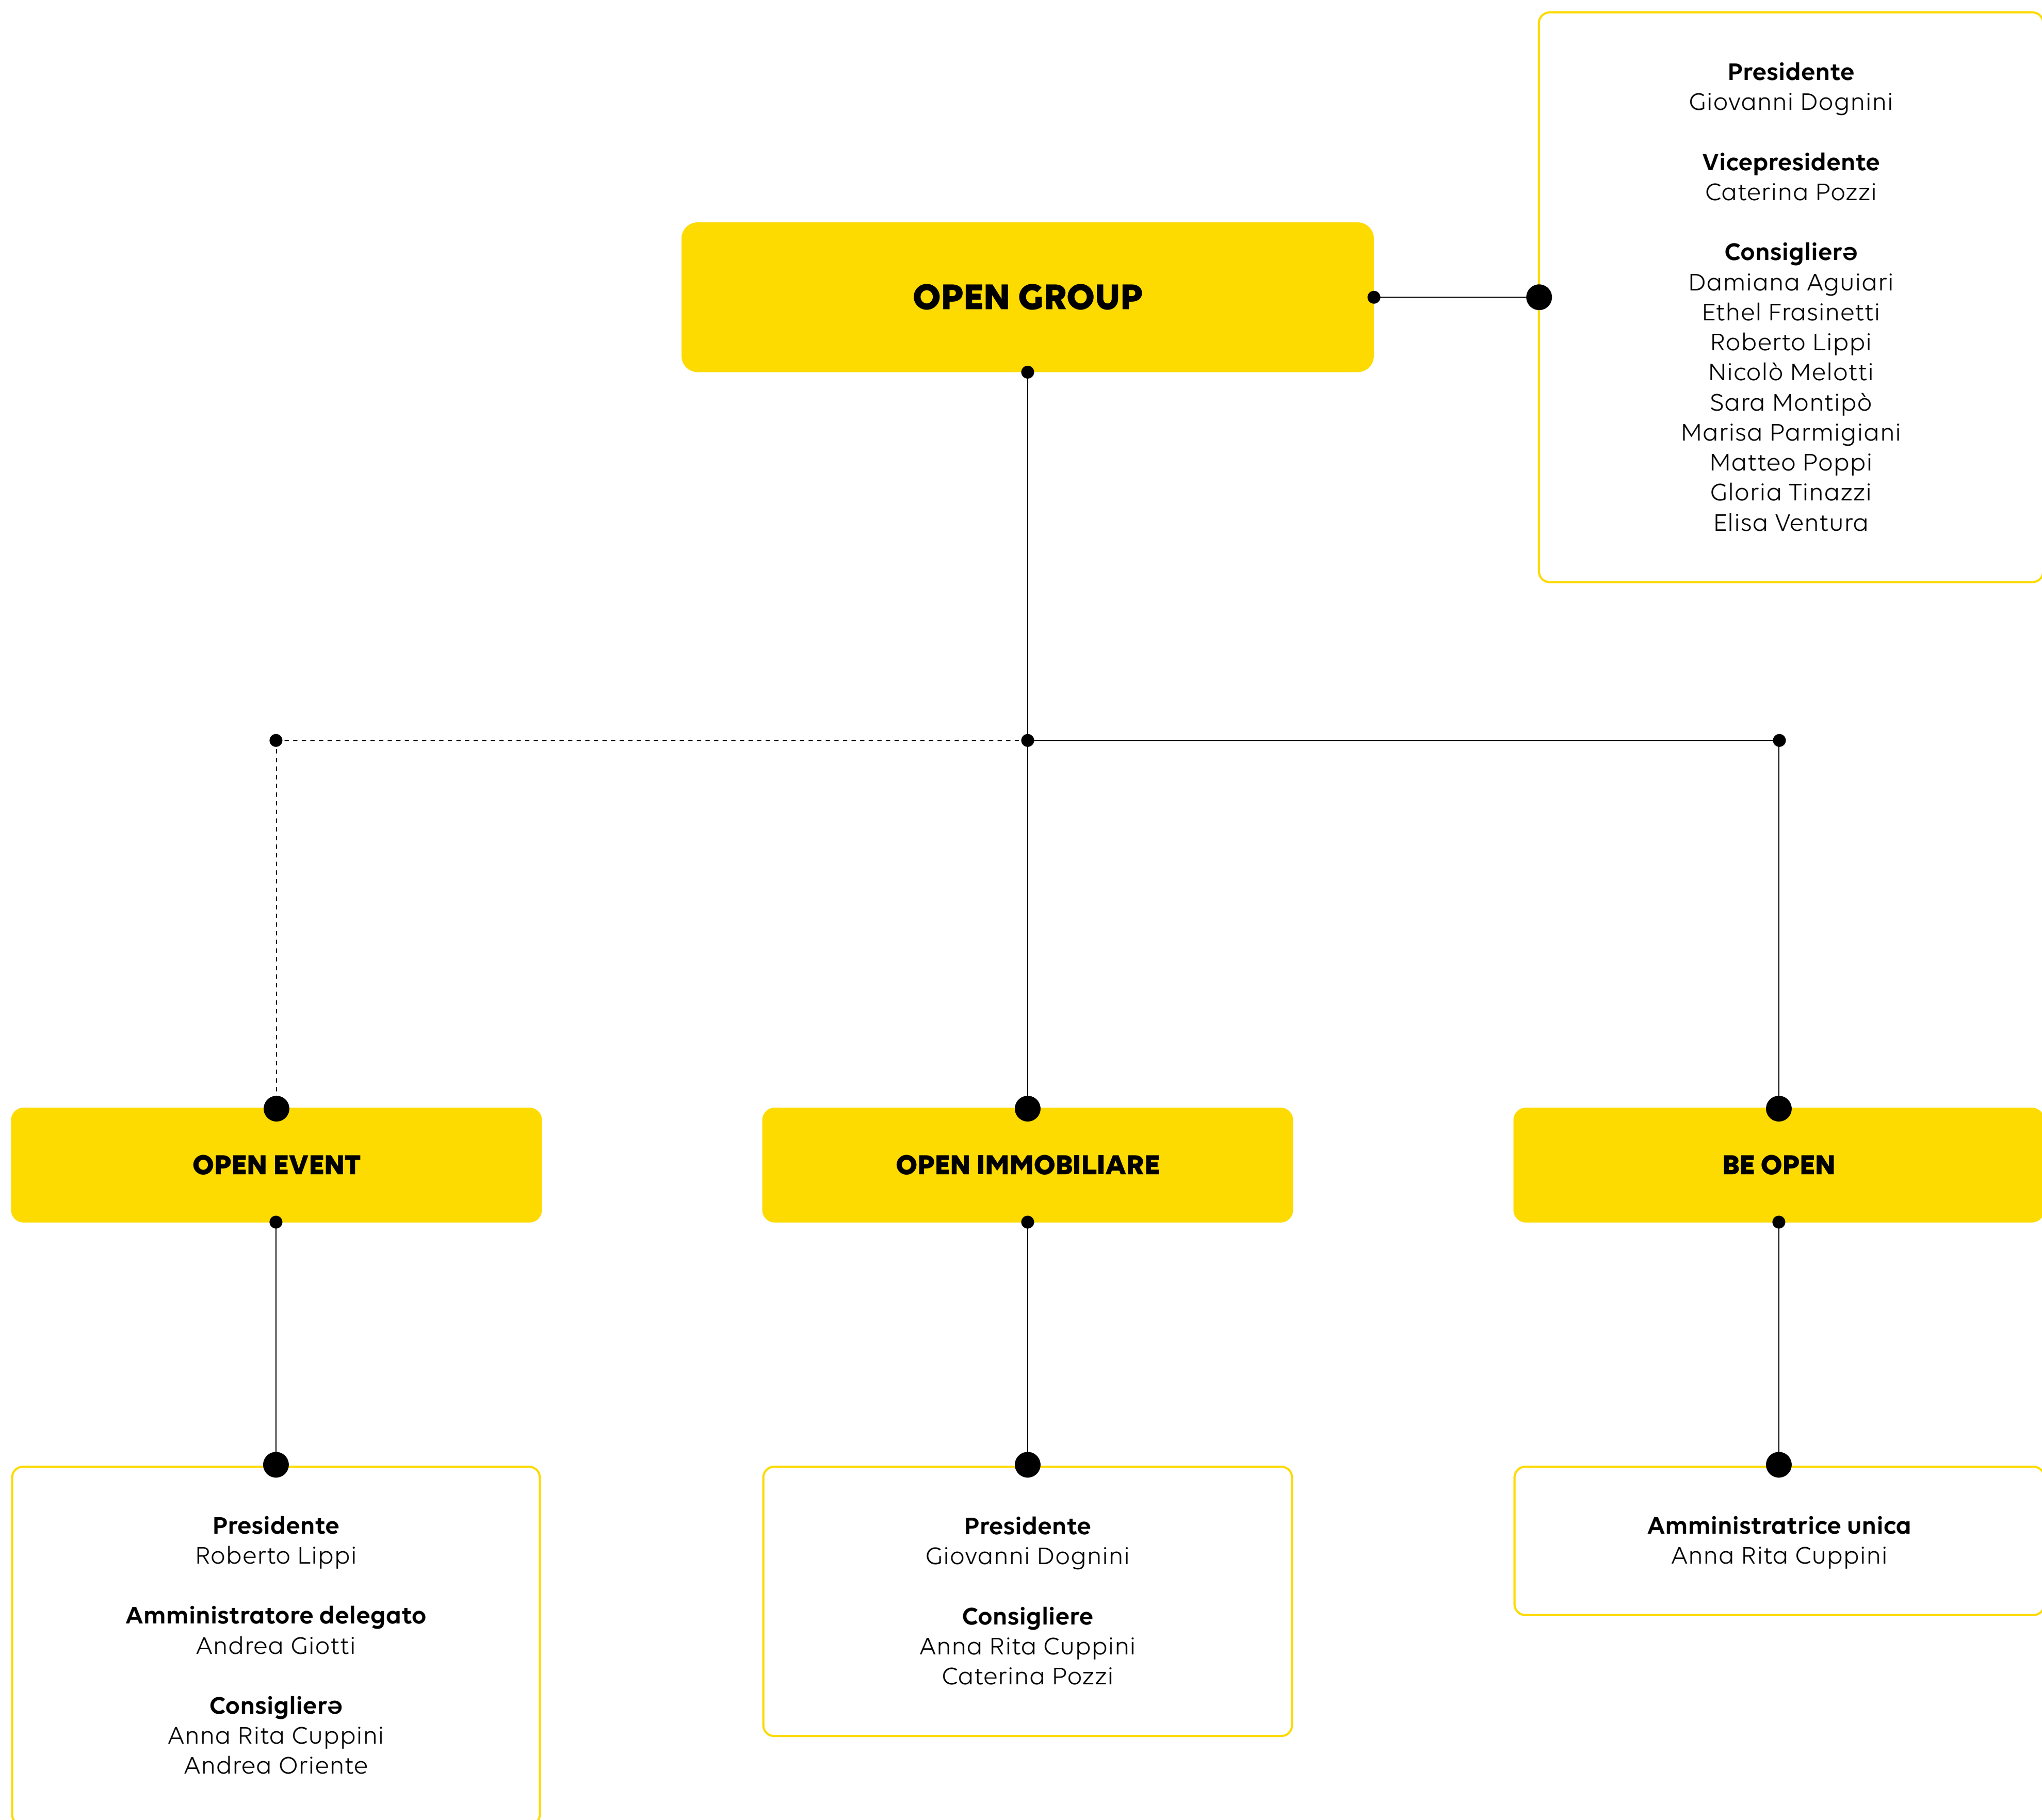 Presidente
Giovanni Dognini
Vicepresidente
Caterina Pozzi
Consiglierə
Damiana Aguiari
Ethel Frasinetti
Roberto Lippi
Nicolò Melotti
Sara Montipò
Marisa Parmigiani
Matteo Poppi
Gloria Tinazzi
Elisa Ventura
OPEN GROUP
OPEN EVENT
OPEN IMMOBILIARE
BE OPEN
Presidente
Roberto Lippi
Amministratore delegato
Andrea Giotti
Consiglierə
Anna Rita Cuppini
Andrea Oriente
Presidente
Giovanni Dognini
Consigliere
Anna Rita Cuppini
Caterina Pozzi
Amministratrice unica
Anna Rita Cuppini